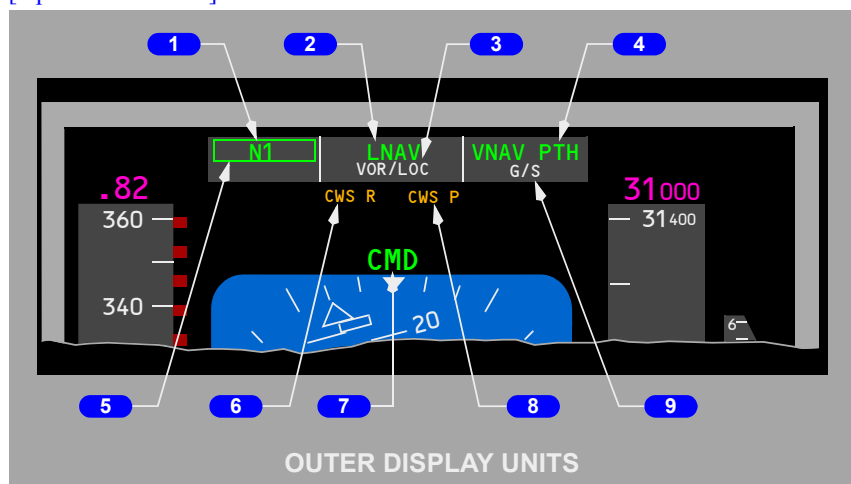 1 2 3 4
N1 LNAV VNAV PTH
VOR/LOC G/S
.82 31000
CWS R CWS P
360 31400
CMD
340 20 6
5 6 7 8 9
OUTER DISPLAY UNITS